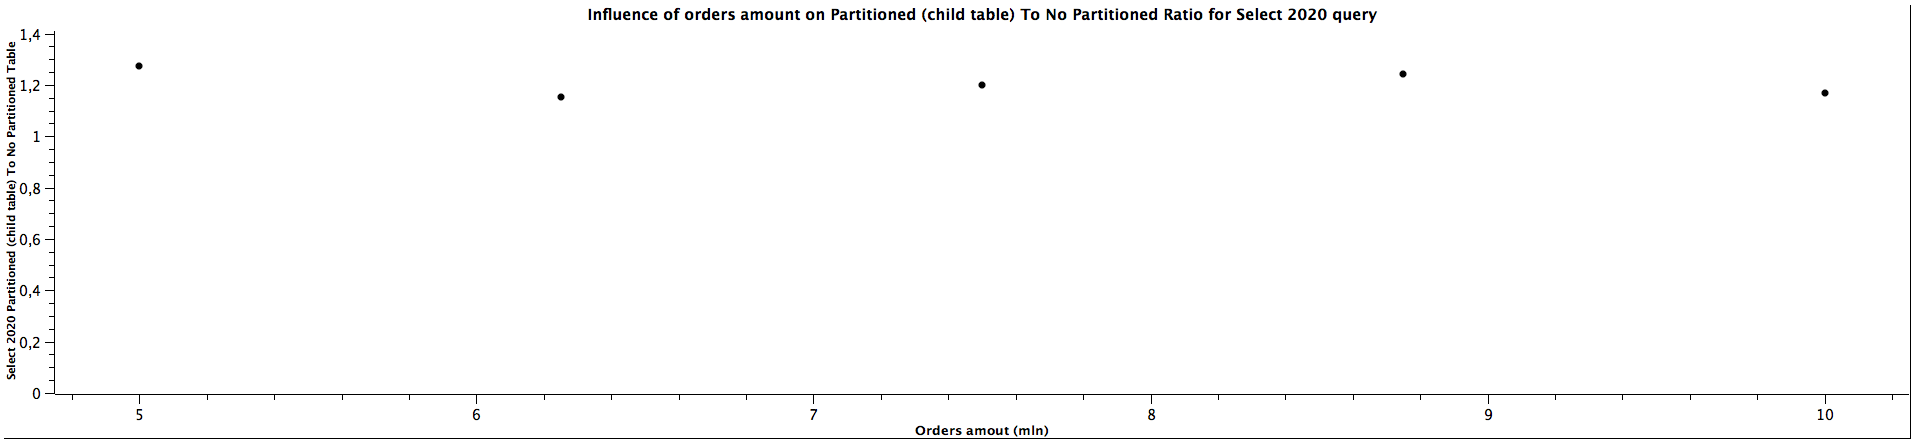 Influence of orders amount on Partitioned (child table) To No Partitioned Ratio for Select 2020 query
Select 2020 Partitioned (child table) To No Partitioned Table
1,4
1,2
1
0,8
0,6
0,4
0,2
0
5 6 7 8 9 10
Orders amout (mln)